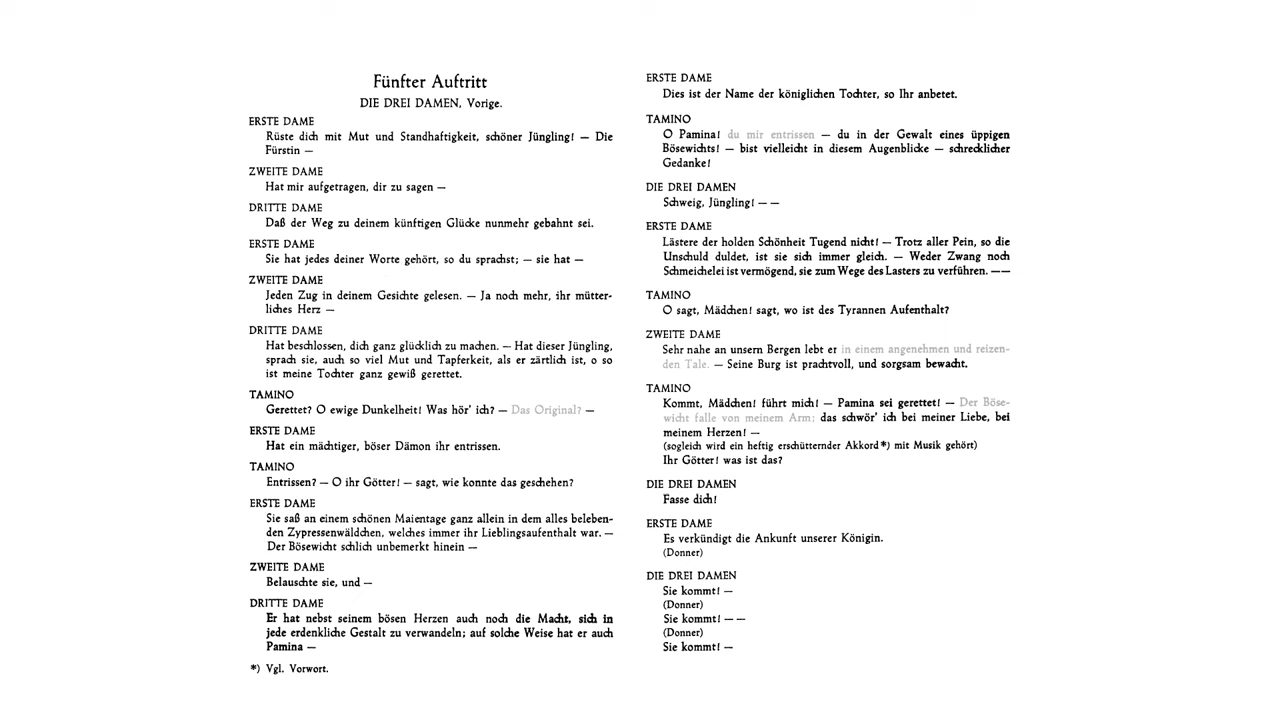 Fünfter Auftritt
DIE DREI DAMEN, Vorige.
ERSTE DAME
Rüste dich mit Mut und Standhaftigkeit, schöner Jüngling! — Die
Fürstin —
ZWEITE DAME
Hat mir aufgetragen, dir zu sagen —
DRITTE DAME
Daß der Weg zu deinem künftigen Glücke nunmehr gebahnt sei.
ERSTE DAME
Sie hat jedes deiner Worte gehört, so du sprachst; — sie hat —
ZWEITE DAME
Jeden Zug in deinem Gesichte gelesen. — Ja noch mehr, ihr mütter-
liches Herz —
DRITTE DAME
Hat beschlossen, dich ganz glücklich zu machen. — Hat dieser Jüngling,
sprach sie, auch so viel Mut und Tapferkeit, als er zärtlich ist, o so
ist meine Tochter ganz gewiß gerettet.
TAMINO
Gerettet? O ewige Dunkelheit! Was hör' ich? — Das Original? —
ERSTE DAME
Hat ein mächtiger, böser Dämon ihr entrissen.
TAMINO
Entrissen? — O ihr Götter! — sagt, wie konnte das geschehen?
ERSTE DAME
Sie saß an einem schönen Maientage ganz allein in dem alles beleben-
den Zypressenwäldchen, welches immer ihr Lieblingsaufenthalt war. —
Der Bösewicht schlich unbemerkt hinein —
ZWEITE DAME
Belauschte sie, und —
DRITTE DAME
Er hat nebst seinem bösen Herzen auch noch die Macht, sich in
jede erdenkliche Gestalt zu verwandeln; auf solche Weise hat er auch
Pamina —
*) Vgl. Vorwort.
ERSTE DAME
Dies ist der Name der königlichen Tochter, so Ihr anbetet.
TAMINO
O Pamina! du mir entrissen — du in der Gewalt eines üppigen
Bösewichts! — bist vielleicht in diesem Augenblicke — schrecklicher
Gedanke!
DIE DREI DAMEN
Schweig, Jüngling! — —
ERSTE DAME
Lästere der holden Schönheit Tugend nicht! — Trotz aller Pein, so die
Unschuld duldet, ist sie sich immer gleich. — Weder Zwang noch
Schmeichelei ist vermögend, sie zum Wege des Lasters zu verführen. — —
TAMINO
O sagt, Mädchen! sagt, wo ist des Tyrannen Aufenthalt?
ZWEITE DAME
Sehr nahe an unsern Bergen lebt er in einem angenehmen und reizen-
den Tale. — Seine Burg ist prachtvoll, und sorgsam bewacht.
TAMINO
Kommt, Mädchen! führt mich! — Pamina sei gerettet! — Der Böse-
wicht falle von meinem Arm; das schwör' ich bei meiner Liebe, bei
meinem Herzen! —
(sogleich wird ein heftig erschütternder Akkord*) mit Musik gehört)
Ihr Götter! was ist das?
DIE DREI DAMEN
Fasse dich!
ERSTE DAME
Es verkündigt die Ankunft unserer Königin.
(Donner)
DIE DREI DAMEN
Sie kommt! —
(Donner)
Sie kommt! — —
(Donner)
Sie kommt! —